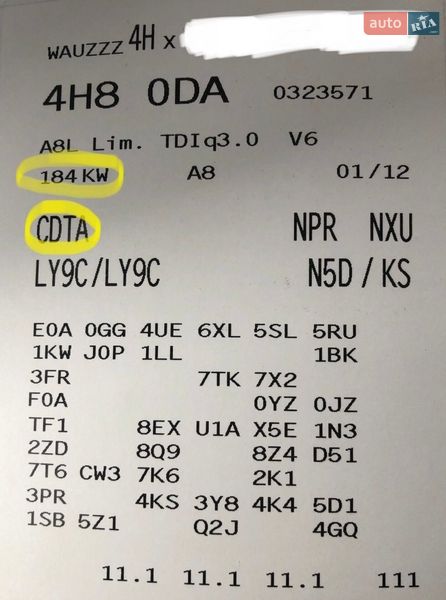 auto RIA
WAUZZZ 4H x
4H8 0DA 0323571
A8L Lim. TDIq3.0 V6
184 KW A8 01/12
CDTA NPR NXU
LY9C/LY9C N5D / KS
E0A 0GG 4UE 6XL 5SL 5RU
1KW J0P 1LL 1BK
3FR 7TK 7X2
F0A 0YZ 0JZ
TF1 8EX U1A X5E 1N3
2ZD 8Q9 8Z4 D51
7T6 CW3 7K6 2K1
3PR 4KS 3Y8 4K4 5D1
1SB 5Z1 Q2J 4GQ
11.1 11.1 11.1 111